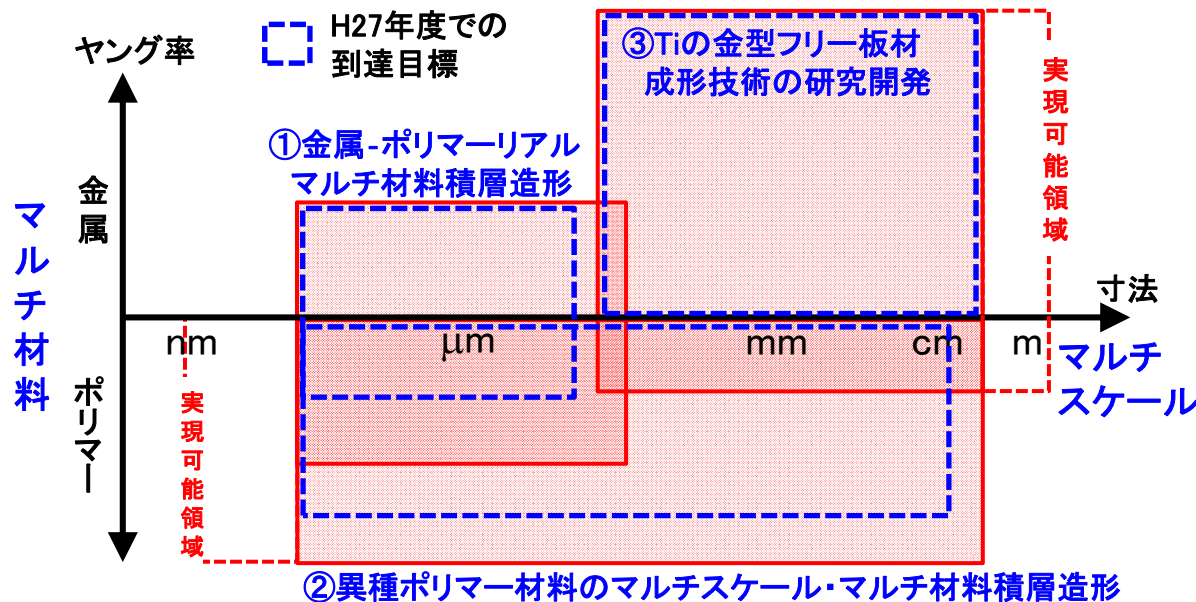 H27年度での
到達目標
ヤング率
③Tiの金型フリー板材
成形技術の研究開発
①金属-ポリマーリアル
マルチ材料積層造形
実現可能領域
金属
マルチ材料
寸法
nm
μm
mm
cm
m
マルチ
スケール
ポリマー
実現可能領域
②異種ポリマー材料のマルチスケール・マルチ材料積層造形